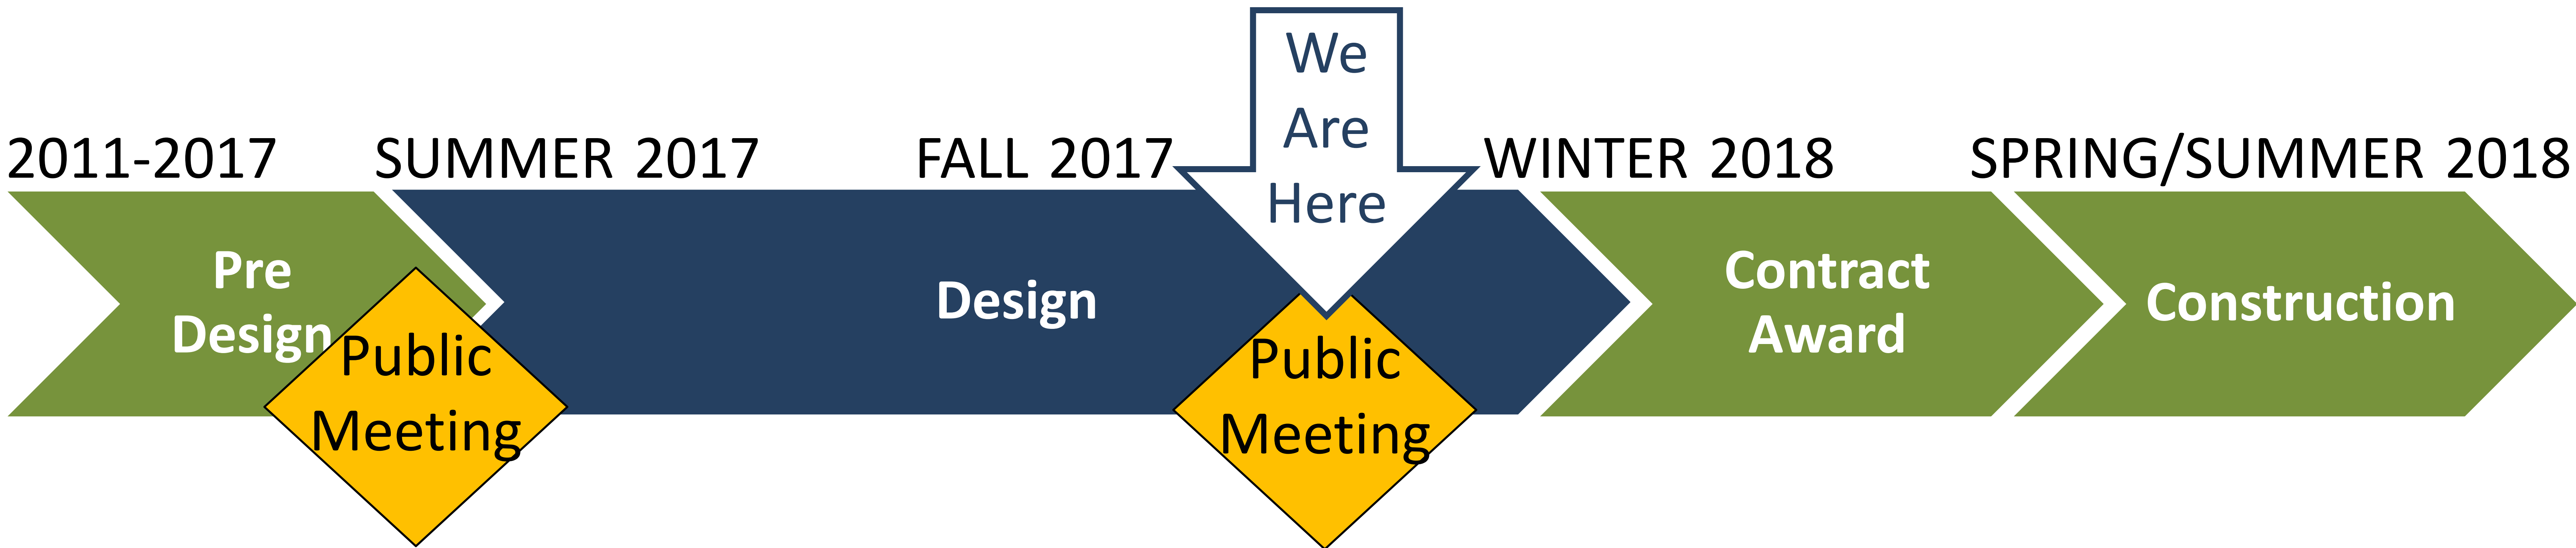 We
Are
Here
2011-2017
SUMMER 2017
FALL 2017
WINTER 2018
SPRING/SUMMER 2018
Pre
Design
Public
Meeting
Design
Public
Meeting
Contract
Award
Construction